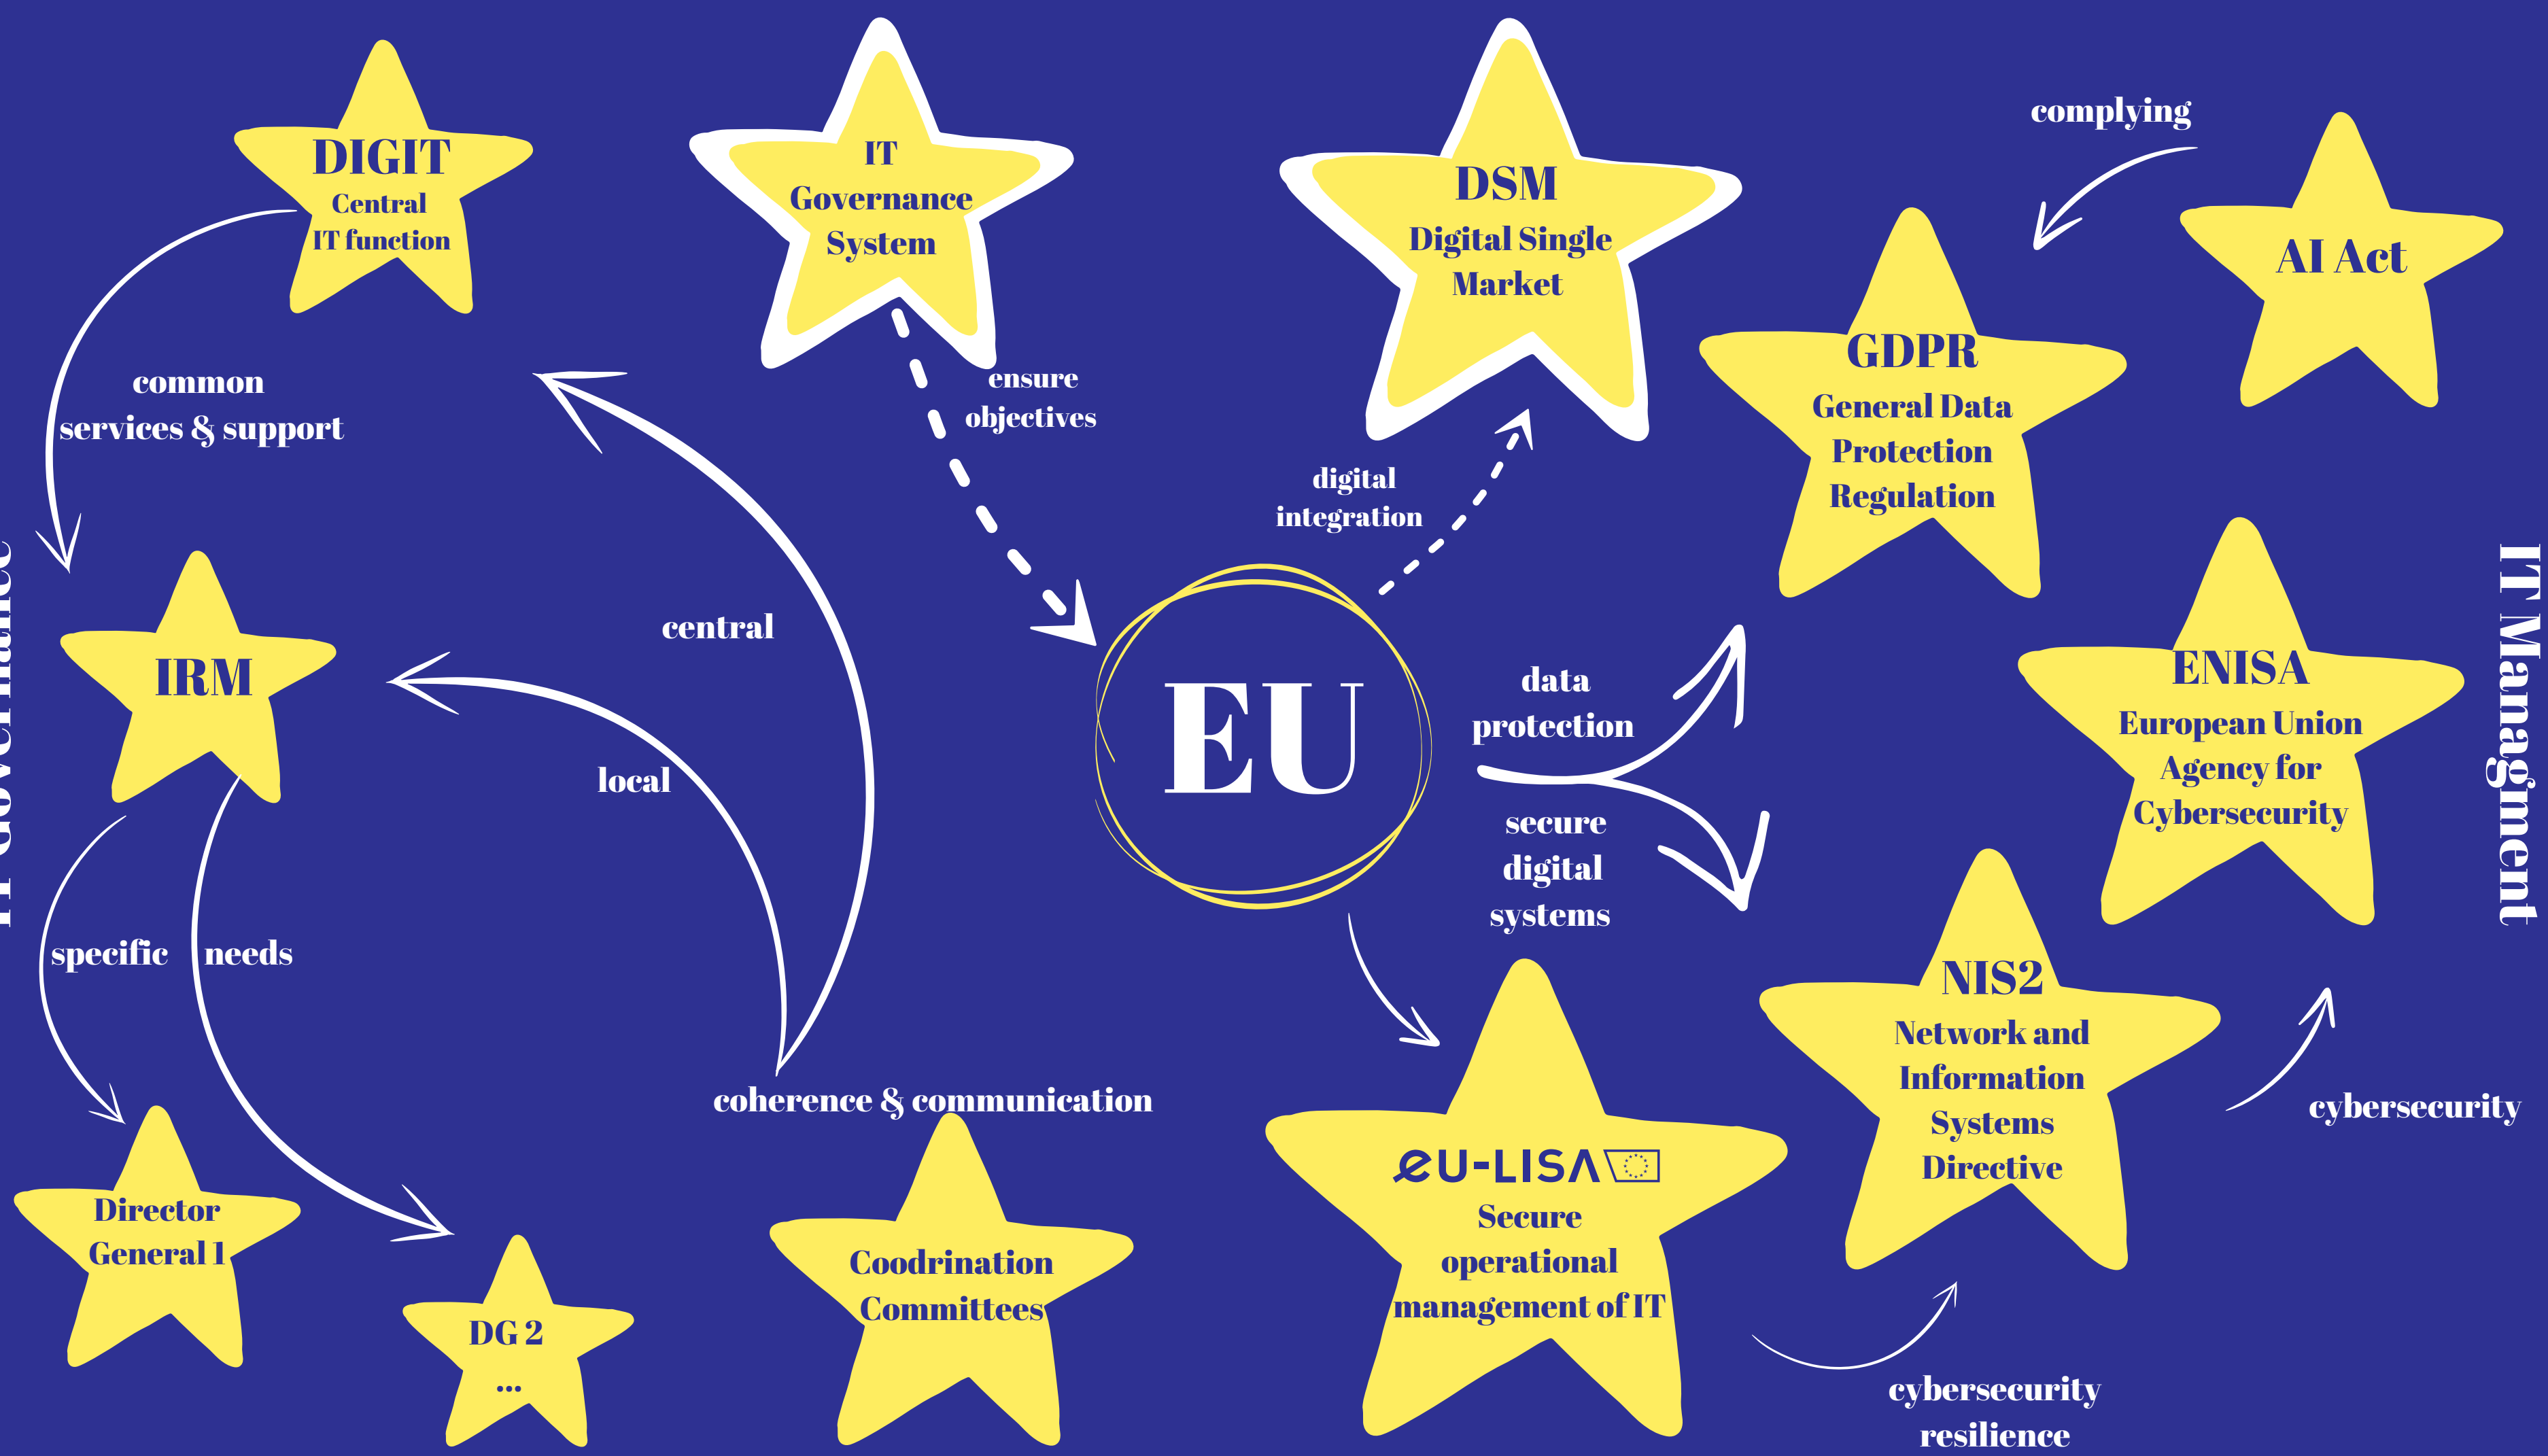 DIGIT
Central
IT function
IT
Governance
System
DSM
Digital Single
Market
complying
AI Act
GDPR
General Data
Protection
Regulation
common
services & support
ensure
objectives
digital
integration
central
IRM
local
EU
data
protection
secure
digital
systems
ENISA
European Union
Agency for
Cybersecurity
IT Managment
specific
needs
NIS2
Network and
Information
Systems
Directive
cybersecurity
coherence & communication
Director
General 1
DG 2
...
Coodrination
Committees
eu-LISA
Secure
operational
management of IT
cybersecurity
resilience